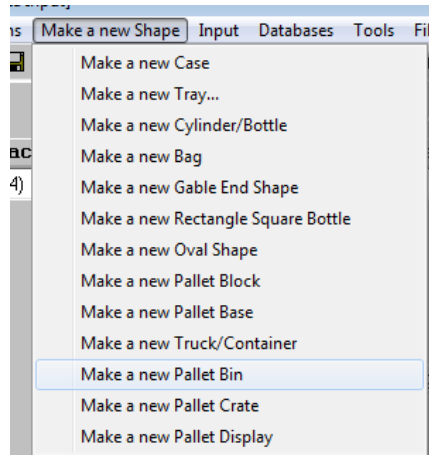 Make a new Shape Input Databases Tools
Make a new Case
Make a new Tray...
Make a new Cylinder/Bottle
Make a new Bag
4)
Make a new Gable End Shape
Make a new Rectangle Square Bottle
Make a new Oval Shape
Make a new Pallet Block
Make a new Pallet Base
Make a new Truck/Container
Make a new Pallet Bin
Make a new Pallet Crate
Make a new Pallet Display